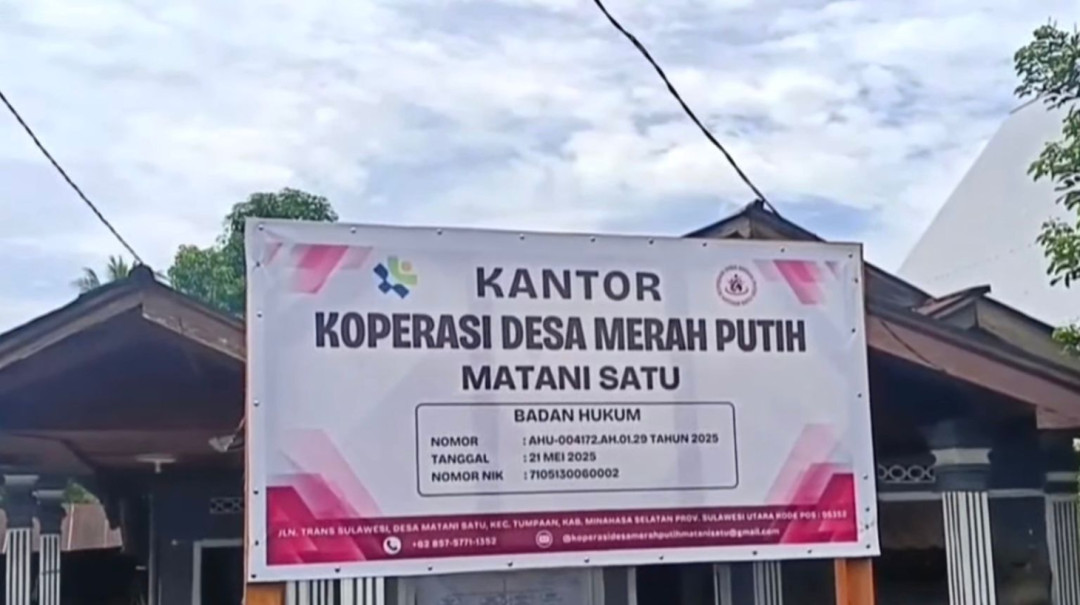 KANTOR
KOPERASI DESA MERAH PUTIH
MATANI SATU
BADAN HUKUM
NOMOR : AHU-004172.AH.01.29 TAHUN 2025
TANGGAL : 21 MEI 2025
NOMOR NIK : 7105130060002
JLN. TRANS SULAWESI, DESA MATANI SATU, KEC. TUMPAAN, KAB. MINAHASA SELATAN PROV. SULAWESI UTARA KODE POS : 95352
+62 857-5771-1352 @koperasidesamerahputihmatanisatu@gmail.com